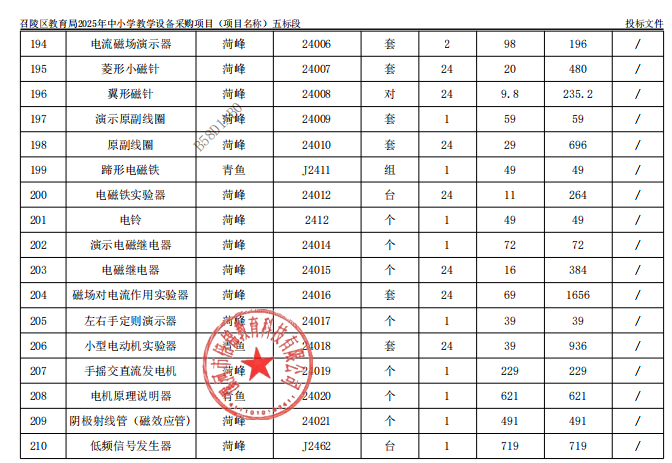 召陵区教育局2025年中小学教学设备采购项目（项目名称）五标段 投标文件
194 电流磁场演示器 菏峰 24006 套 2 98 196 /
195 菱形小磁针 菏峰 24007 套 24 20 480 /
196 翼形磁针 菏峰 24008 对 24 9.8 235.2 /
197 演示原副线圈 菏峰 24009 套 1 59 59 /
198 原副线圈 菏峰 24010 套 24 29 696 /
199 蹄形电磁铁 青鱼 J2411 组 1 49 49 /
200 电磁铁实验器 菏峰 24012 台 24 11 264 /
201 电铃 菏峰 2412 个 1 49 49 /
202 演示电磁继电器 菏峰 24014 个 1 72 72 /
203 电磁继电器 菏峰 24015 个 24 16 384 /
204 磁场对电流作用实验器 菏峰 24016 套 24 69 1656 /
205 左右手定则演示器 菏峰 24017 个 1 39 39 /
206 小型电动机实验器 青鱼 24018 套 24 39 936 /
207 手摇交直流发电机 菏峰 24019 个 1 229 229 /
208 电机原理说明器 青鱼 24020 个 1 621 621 /
209 阴极射线管（磁效应管） 菏峰 24021 个 1 491 491 /
210 低频信号发生器 菏峰 J2462 台 1 719 719 /